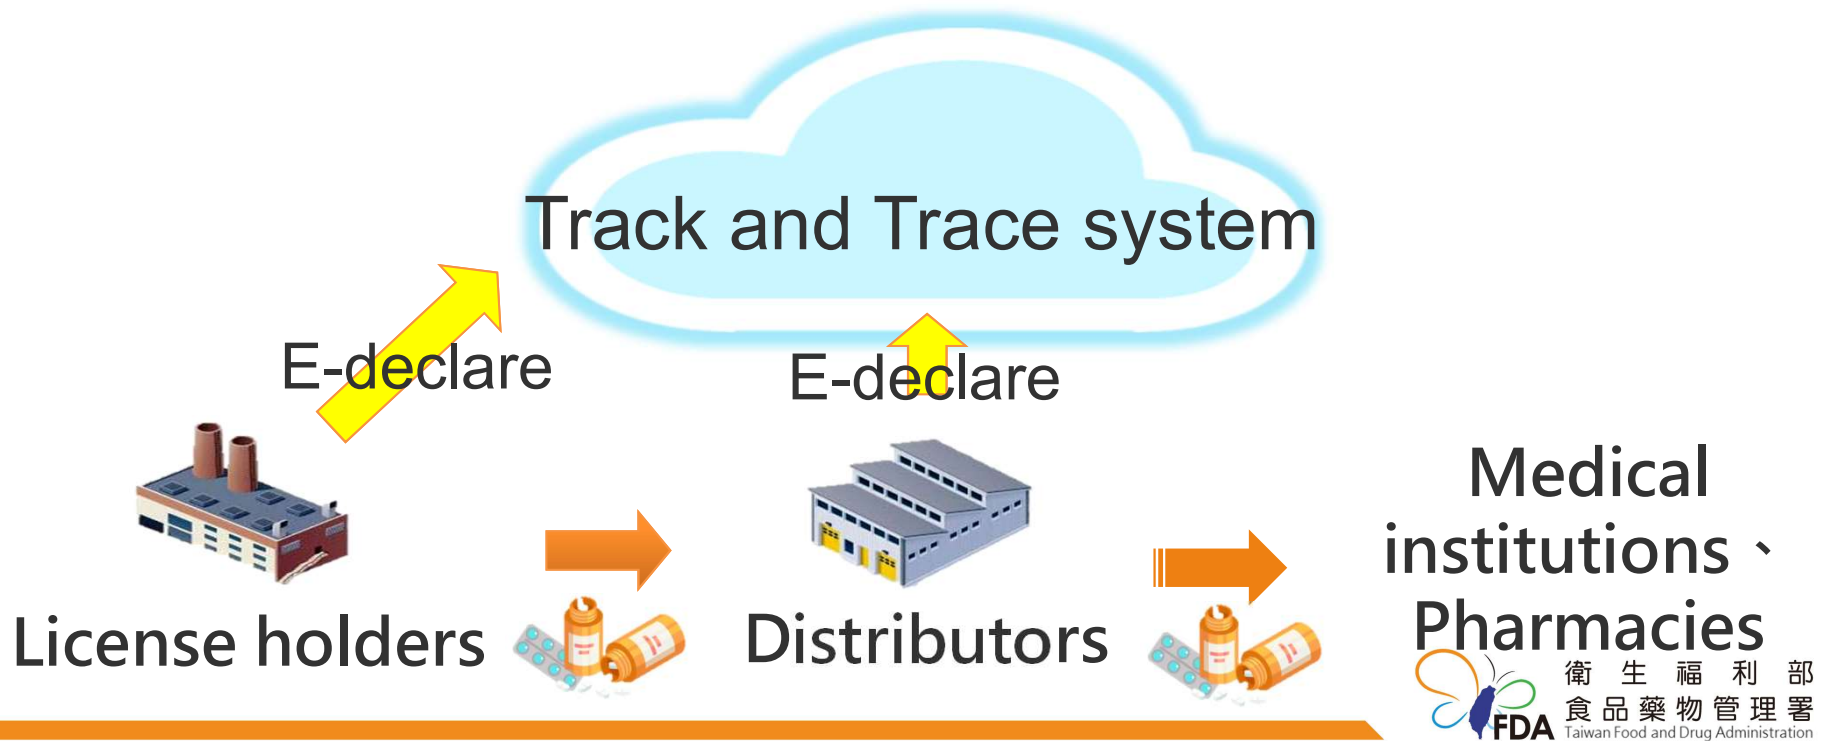 Track and Trace system
E-declare
E-declare
License holders
Distributors
Medical
institutions、
Pharmacies
衛生福利部
食品藥物管理署
FDA
Taiwan Food and Drug Administration